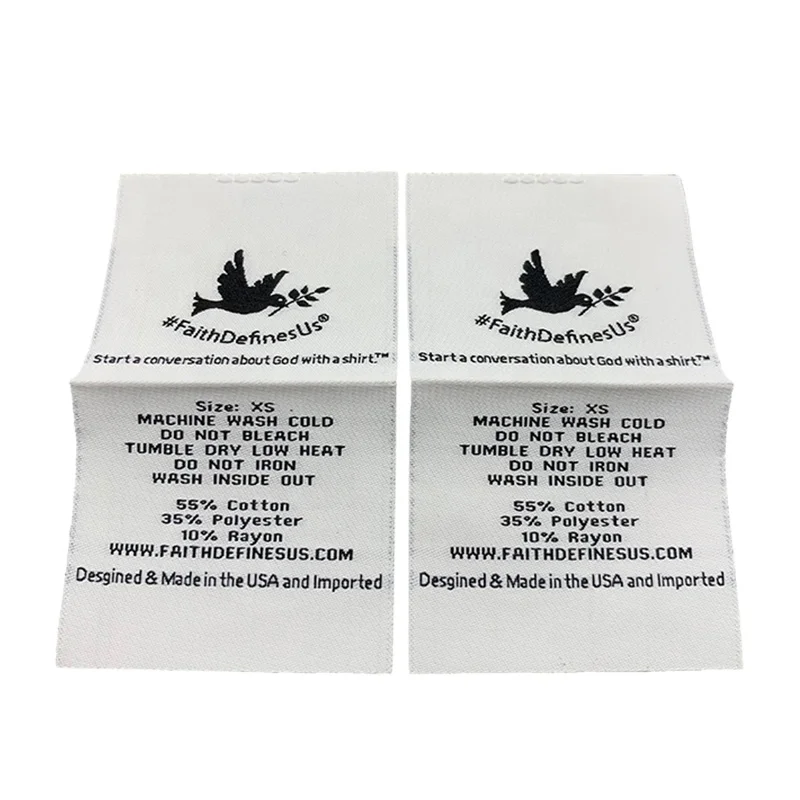 #FaithDefinesUs®
Start a conversation about God with a shirt.™
Size: XS
MACHINE WASH COLD
DO NOT BLEACH
TUMBLE DRY LOW HEAT
DO NOT IRON
WASH INSIDE OUT
55% Cotton
35% Polyester
10% Rayon
WWW.FAITHDEFINESUS.COM
Desgined & Made in the USA and Imported
#FaithDefinesUs®
Start a conversation about God with a shirt.™
Size: XS
MACHINE WASH COLD
DO NOT BLEACH
TUMBLE DRY LOW HEAT
DO NOT IRON
WASH INSIDE OUT
55% Cotton
35% Polyester
10% Rayon
WWW.FAITHDEFINESUS.COM
Desgined & Made in the USA and Imported